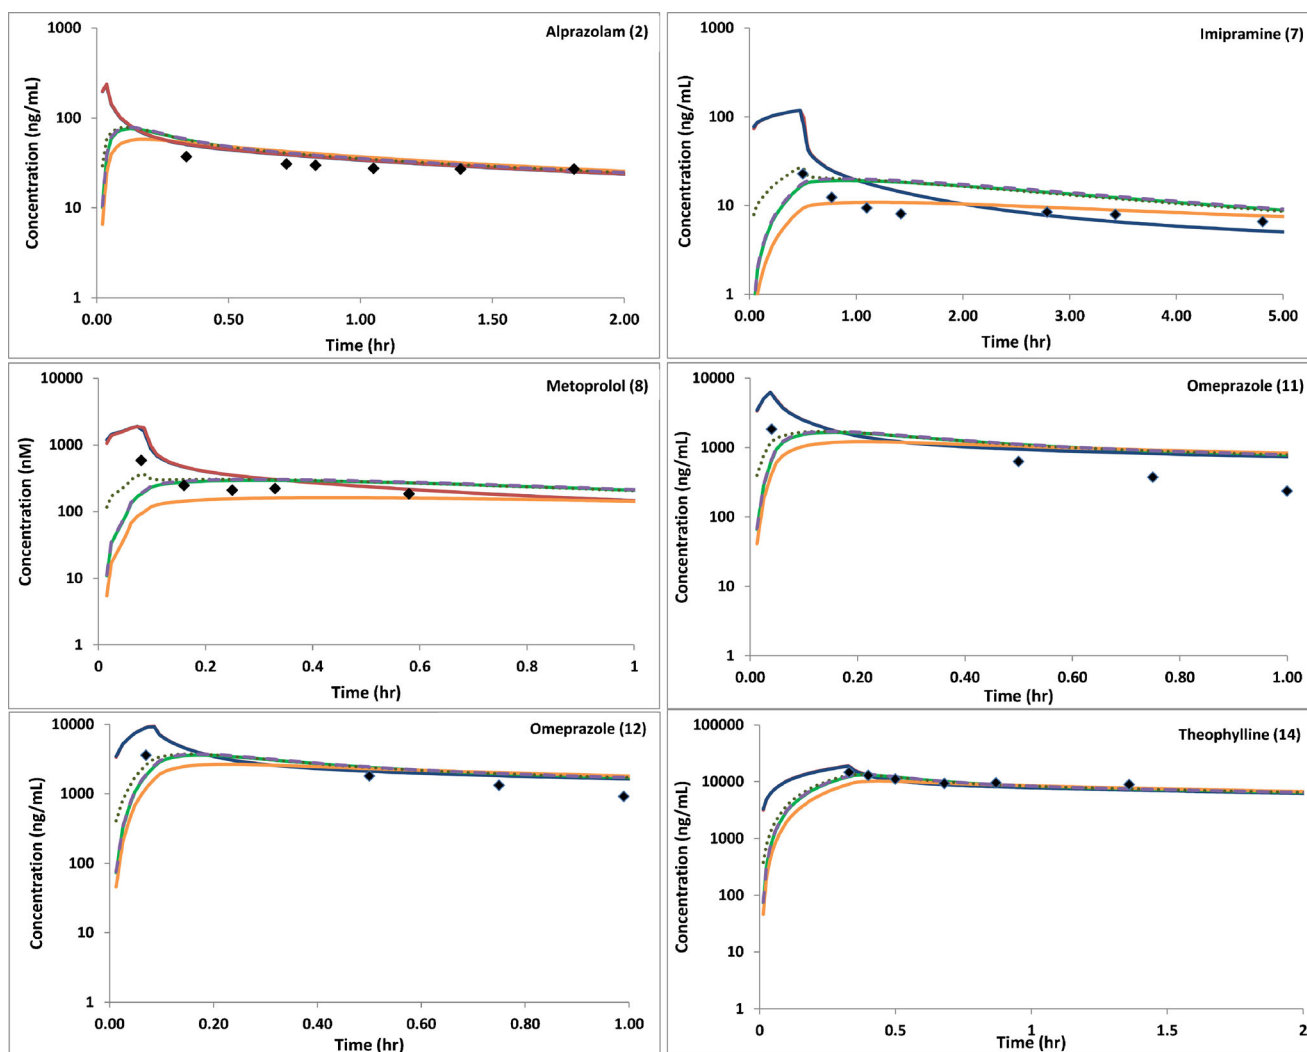 Alprazolam (2)
Concentration (ng/mL)
1000
100
10
1
0.00 0.50 1.00 1.50 2.00
Time (hr)
Imipramine (7)
Concentration (ng/mL)
1000
100
10
1
0.00 1.00 2.00 3.00 4.00 5.00
Time (hr)
Metoprolol (8)
Concentration (nM)
10000
1000
100
10
1
0 0.2 0.4 0.6 0.8 1
Time (hr)
Omeprazole (11)
Concentration (ng/mL)
10000
1000
100
10
1
0.00 0.20 0.40 0.60 0.80 1.00
Time (hr)
Omeprazole (12)
Concentration (ng/mL)
10000
1000
100
10
1
0.00 0.20 0.40 0.60 0.80 1.00
Time (hr)
Theophylline (14)
Concentration (ng/mL)
100000
10000
1000
100
10
1
0 0.5 1 1.5 2
Time (hr)